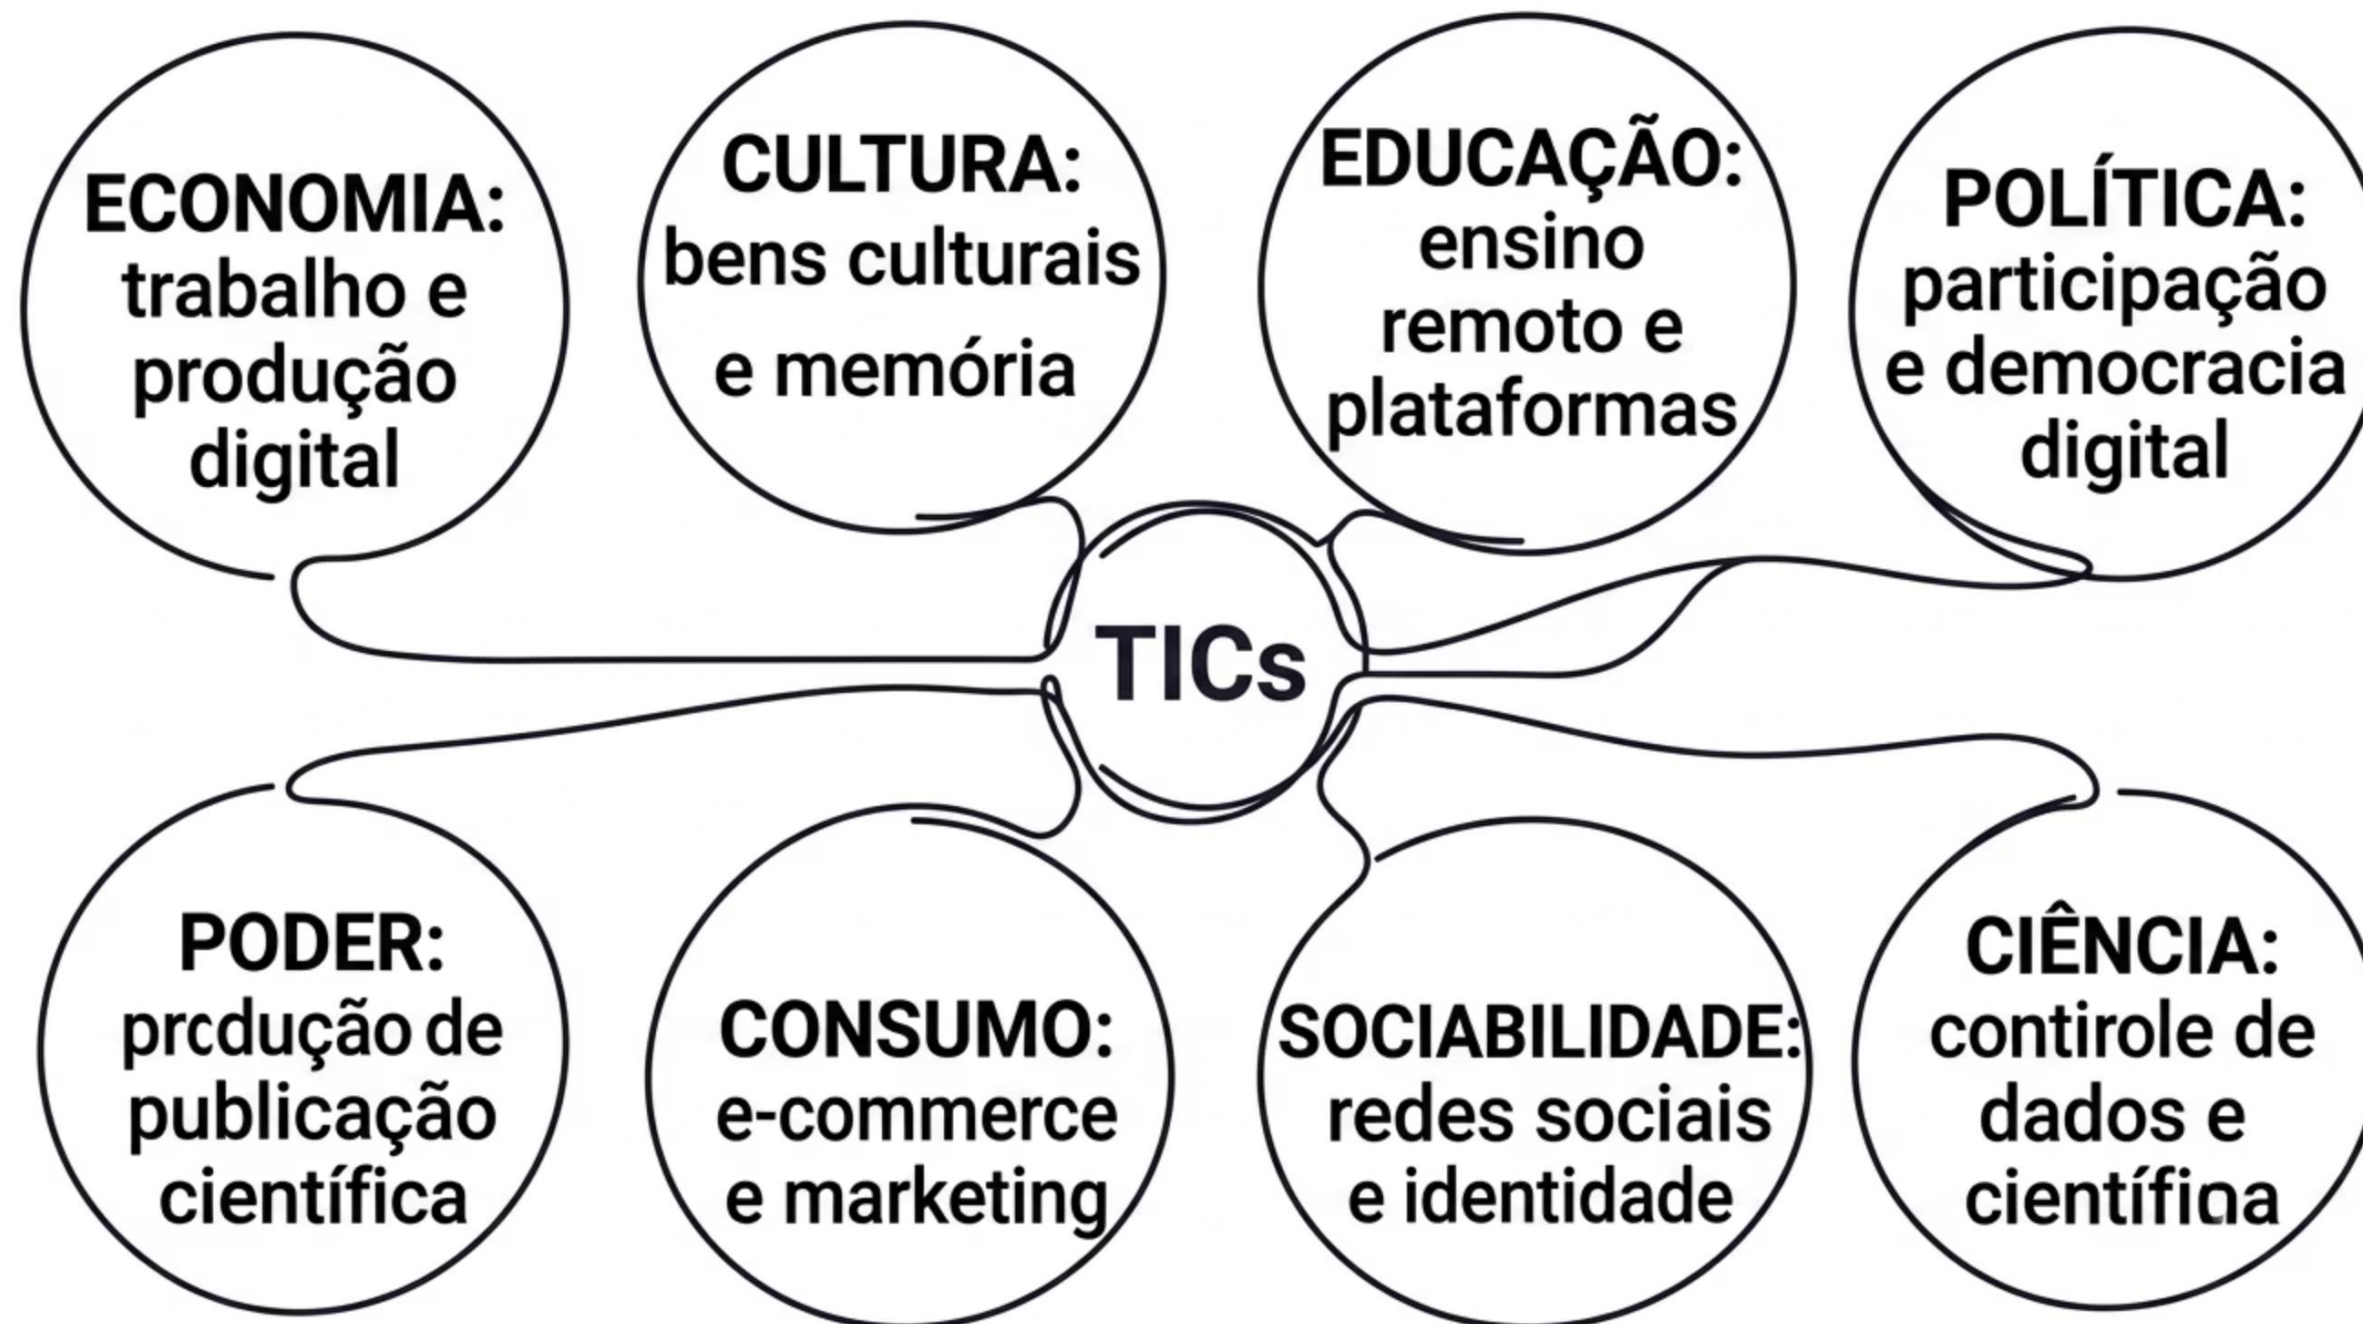 ECONOMIA:
trabalho e
produção
digital
CULTURA:
bens culturais
e memória
EDUCAÇÃO:
ensino
remoto e
plataformas
POLÍTICA:
participação
e democracia
digital
TICs
PODER:
prcdução de
publicação
científica
CONSUMO:
e-commerce
e marketing
SOCIABILIDADE:
redes sociais
e identidade
CIÊNCIA:
contirole de
dados e